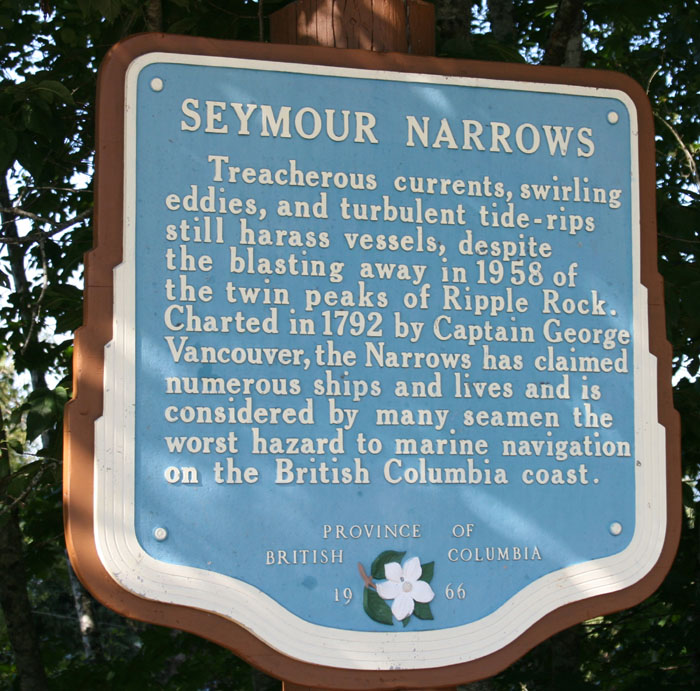 SEYMOUR NARROWS
Treacherous currents, swirling
eddies, and turbulent tide-rips
still harass vessels, despite
the blasting away in 1958 of
the twin peaks of Ripple Rock.
Charted in 1792 by Captain George
Vancouver, the Narrows has claimed
numerous ships and lives and is
considered by many seamen the
worst hazard to marine navigation
on the British Columbia coast.
PROVINCE OF
BRITISH COLUMBIA
19 66